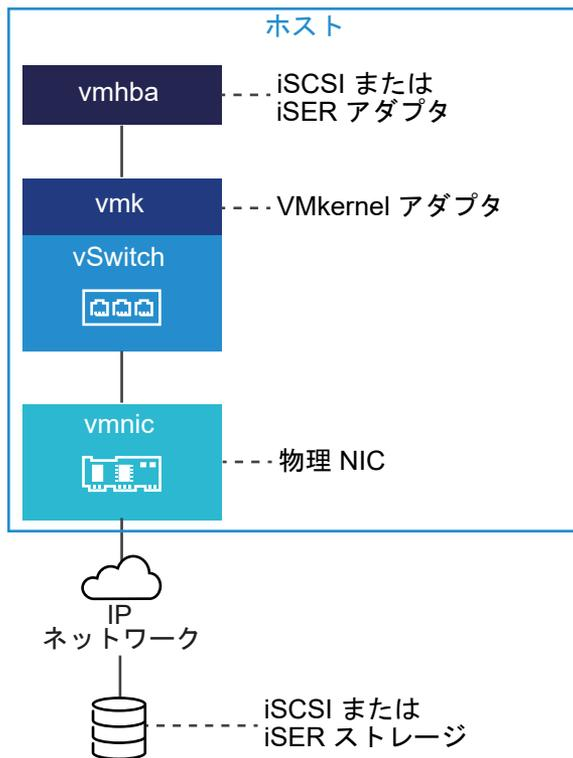 ホスト
vmhba
iSCSI または
iSER アダプタ
vmk
VMkernel アダプタ
vSwitch
vmnic
物理 NIC
IP
ネットワーク
iSCSI または
iSER ストレージ